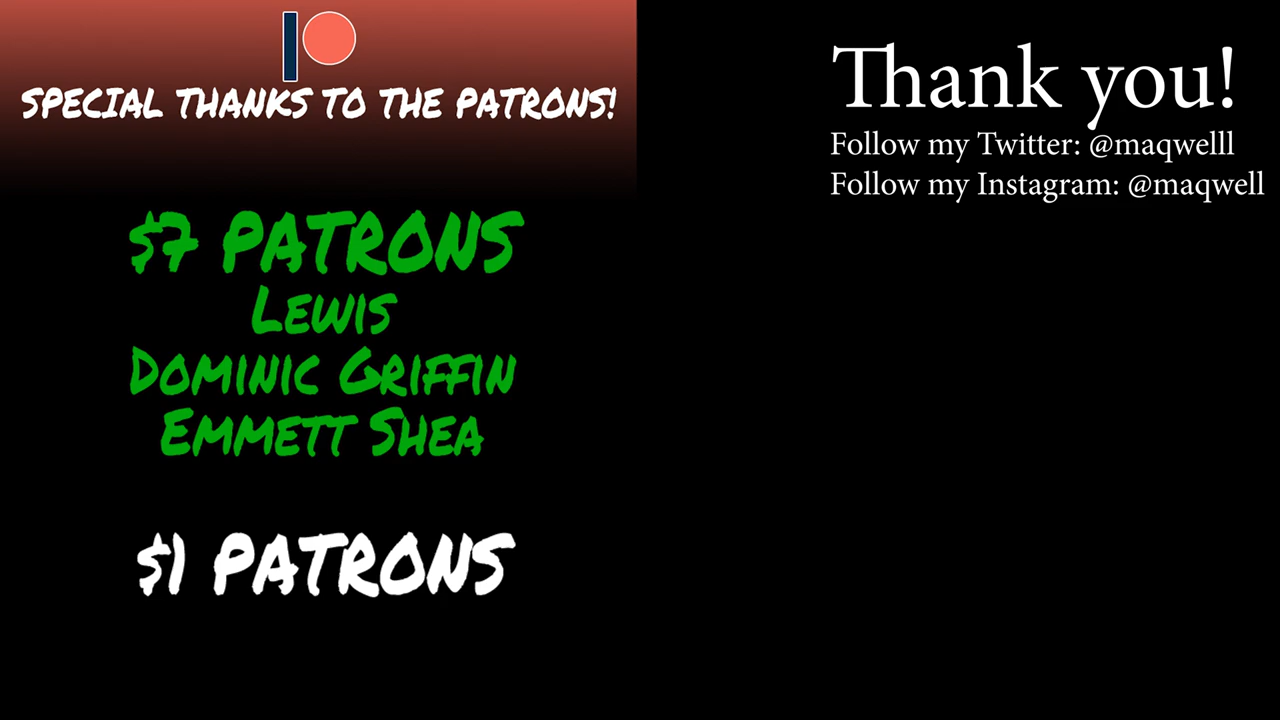 SPECIAL THANKS TO THE PATRONS!
$7 PATRONS
LEWIS
DOMINIC GRIFFIN
EMMETT SHEA
$1 PATRONS
Thank you!
Follow my Twitter: @maqwelll
Follow my Instagram: @maqwell